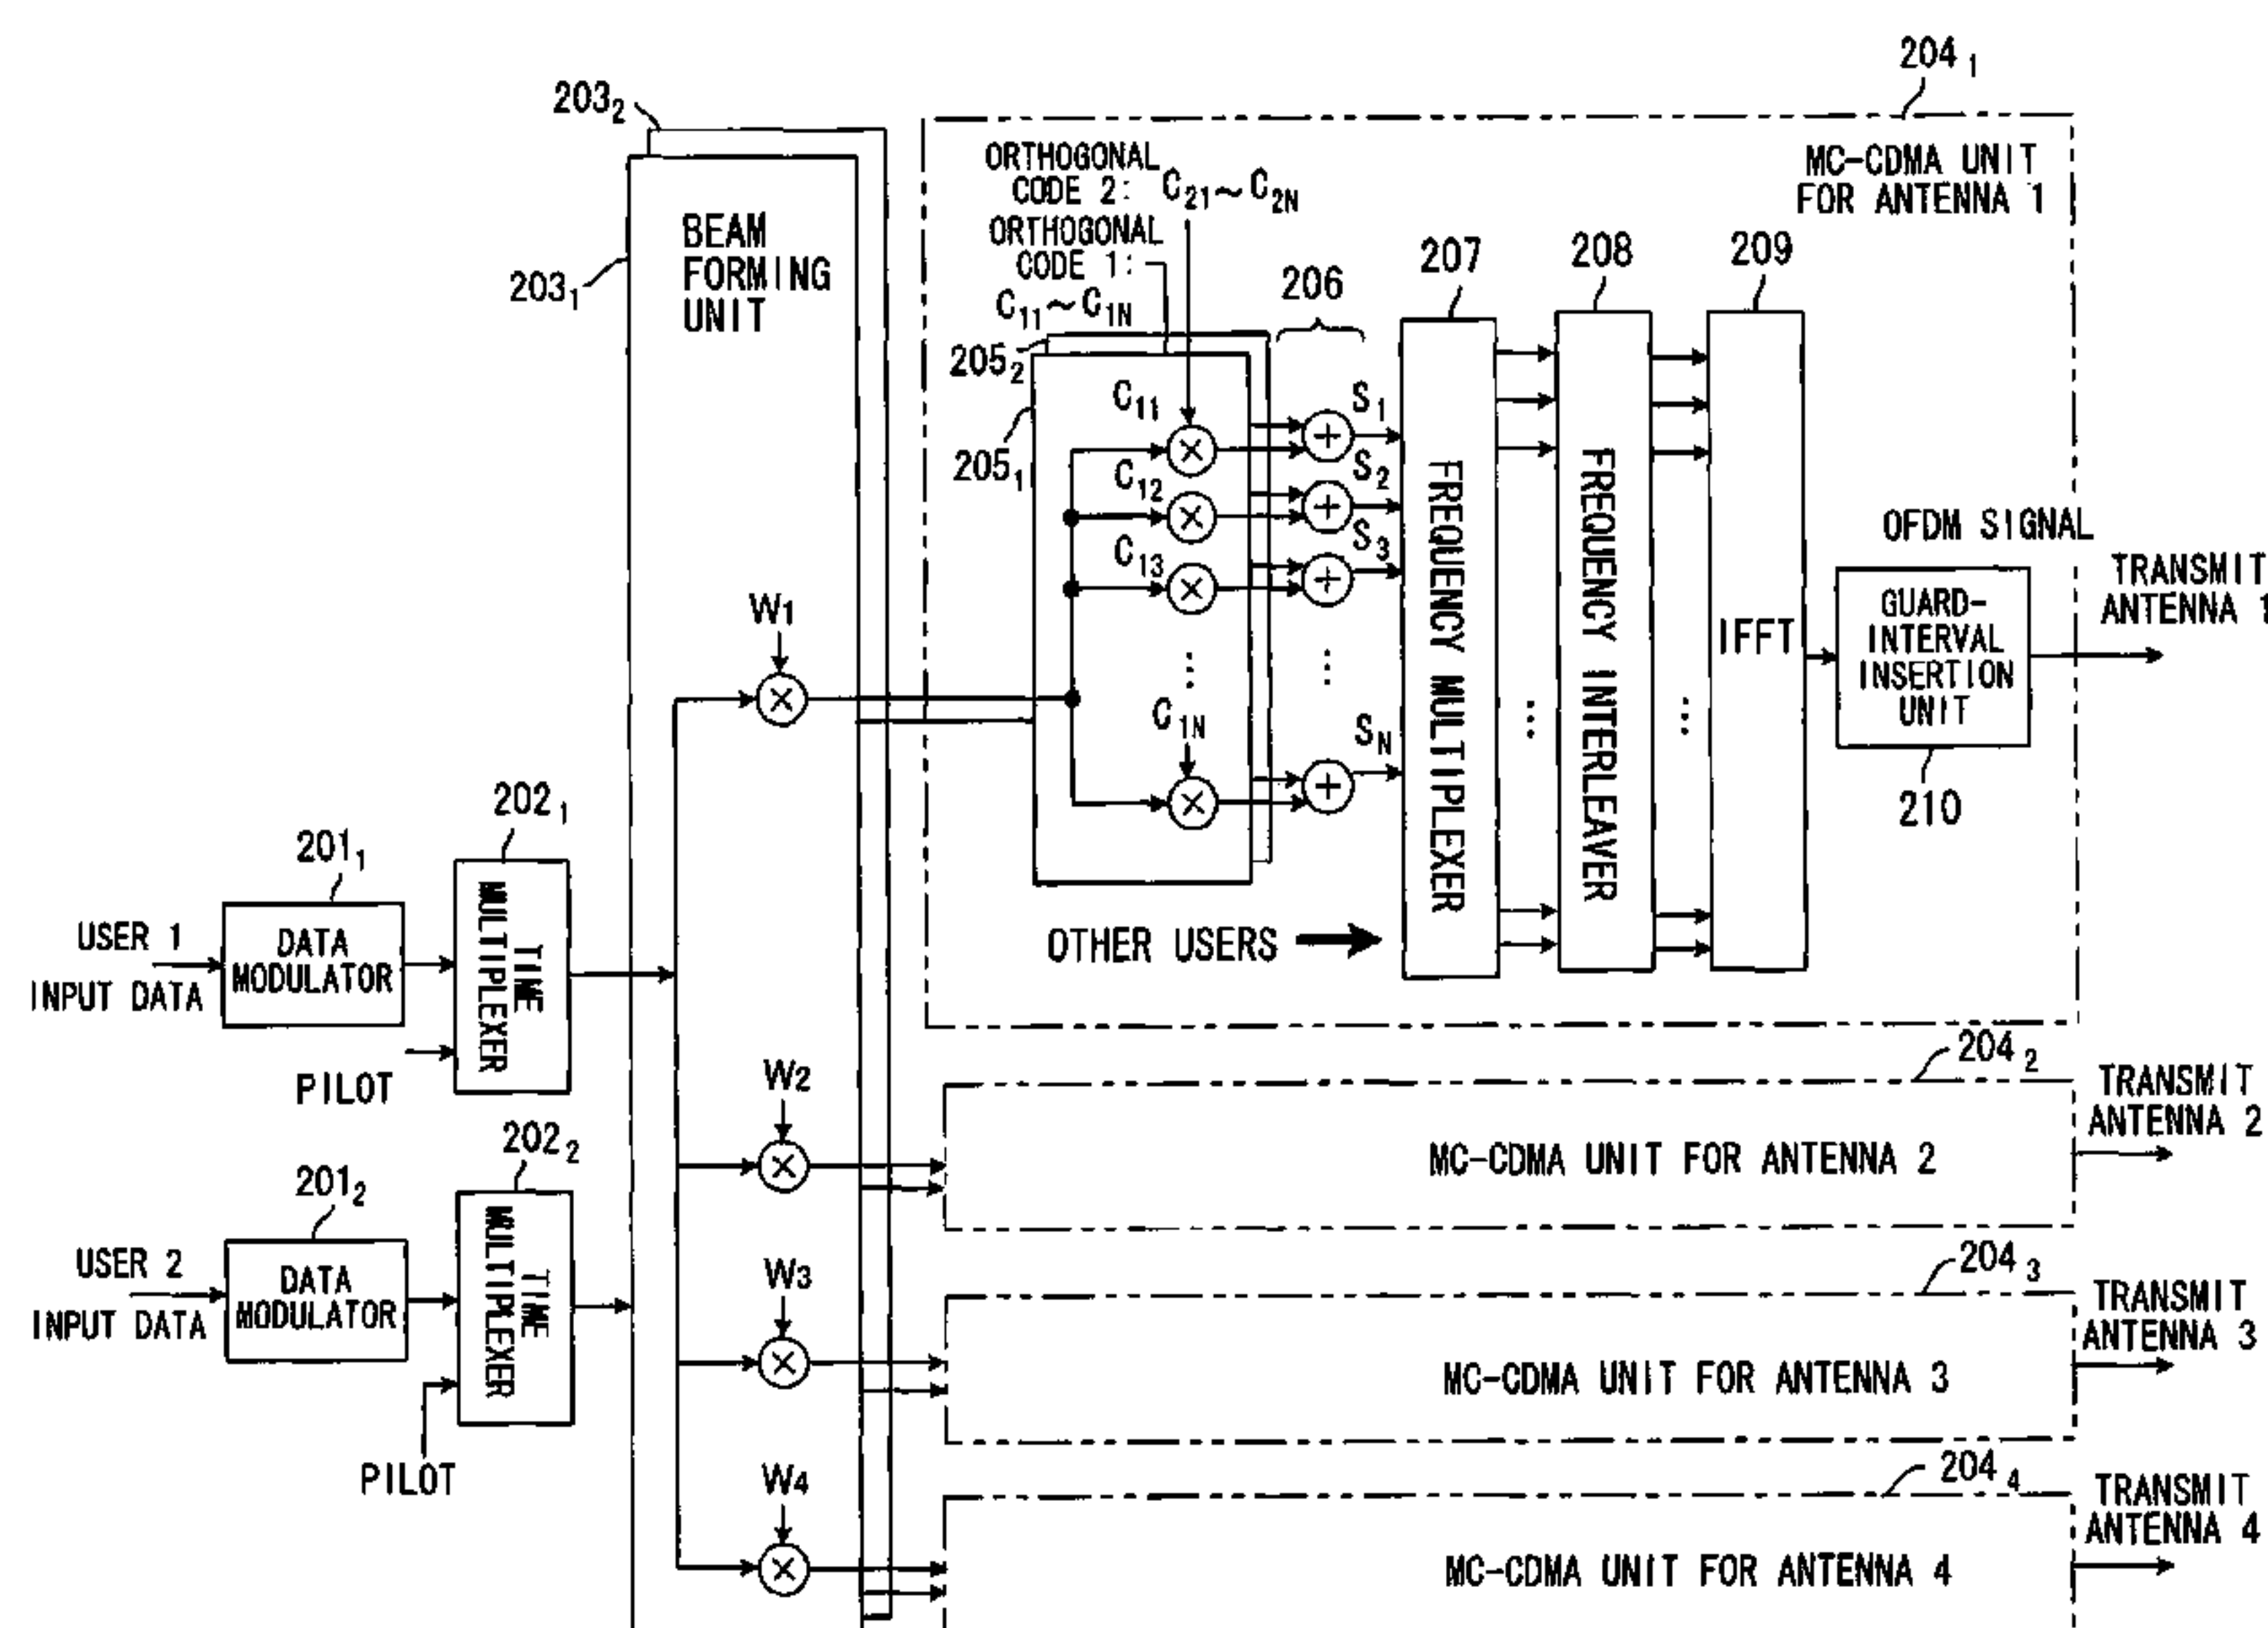 204₁
203₂
ORTHOGONAL
CODE 2: C₂₁~C₂ₙ
MC-CDMA UNIT
FOR ANTENNA 1
BEAM
FORMING
UNIT
203₁
ORTHOGONAL
CODE 1:
C₁₁~C₁ₙ
206
207
208
209
205₂
205₁
C₁₁
C₁₂
C₁₃
C₁ₙ
S₁
S₂
S₃
Sₙ
FREQUENCY MULTIPLEXER
FREQUENCY INTERLEAVER
IFFT
OFDM SIGNAL
GUARD-
INTERVAL
INSERTION
UNIT
210
TRANSMIT
ANTENNA 1
W1
OTHER USERS
202₁
201₁
USER 1
INPUT DATA
DATA
MODULATOR
TIME
MULTIPLEXER
PILOT
W2
204₂
MC-CDMA UNIT FOR ANTENNA 2
TRANSMIT
ANTENNA 2
202₂
201₂
USER 2
INPUT DATA
DATA
MODULATOR
TIME
MULTIPLEXER
PILOT
W3
204₃
MC-CDMA UNIT FOR ANTENNA 3
TRANSMIT
ANTENNA 3
W4
204₄
MC-CDMA UNIT FOR ANTENNA 4
TRANSMIT
ANTENNA 4